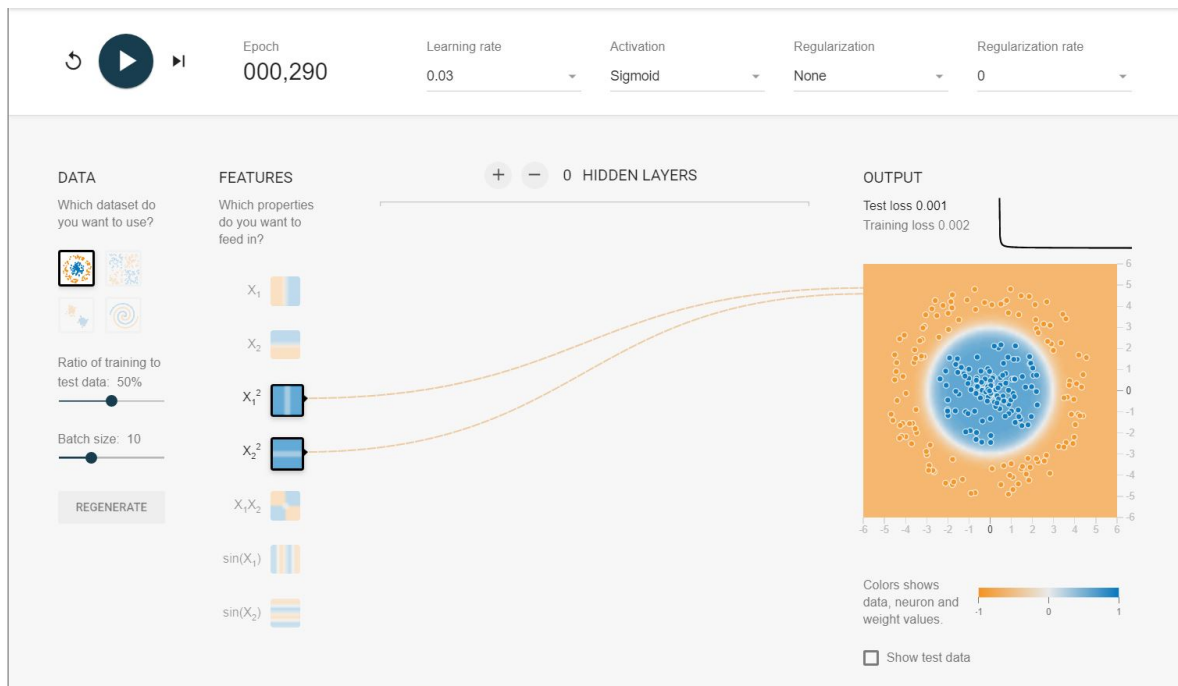 Epoch
000,290
Learning rate
0.03
Activation
Sigmoid
Regularization
None
Regularization rate
0
DATA
Which dataset do
you want to use?
Ratio of training to
test data: 50%
Batch size: 10
REGENERATE
FEATURES
Which properties
do you want to
feed in?
X₁
X₂
X₁²
X₂²
X₁X₂
sin(X₁)
sin(X₂)
+ − 0 HIDDEN LAYERS
OUTPUT
Test loss 0.001
Training loss 0.002
6
5
4
3
2
1
0
-1
-2
-3
-4
-5
-6
-6 -5 -4 -3 -2 -1 0 1 2 3 4 5 6
Colors shows
data, neuron and
weight values.
-1 0 1
Show test data